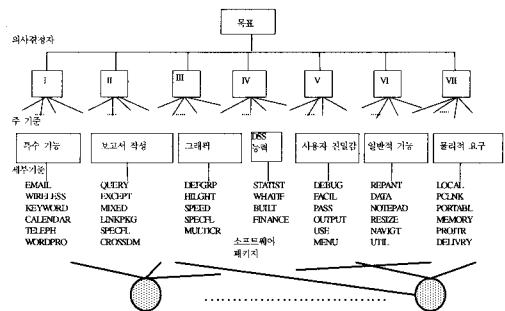 목표
의사결정자
I II III IV V VI VII
주 기준
특수 기능 보고서 작성 그래픽 DSS 능력 사용자 친밀감 일반적 기능 물리적 요구
세부기준
EMAIL QUERY DEFGRP STATIST DEBUG REPANT LOCAL
WIRELESS EXCEPT HILGHT WHATIF FACIL DATA PCLNK
KEYWORD MIXED SPEED BUILT PASS NOTEPAD PORTABL
CALENDAR LINKPKG SPECFL FINANCE OUTPUT RESIZE MEMORY
TELEPH SPECFL MULTICR USE NAVIGT PROJTR
WORDPRO CROSSDM MENU UTIL DELIVRY
소프트웨어
패키지